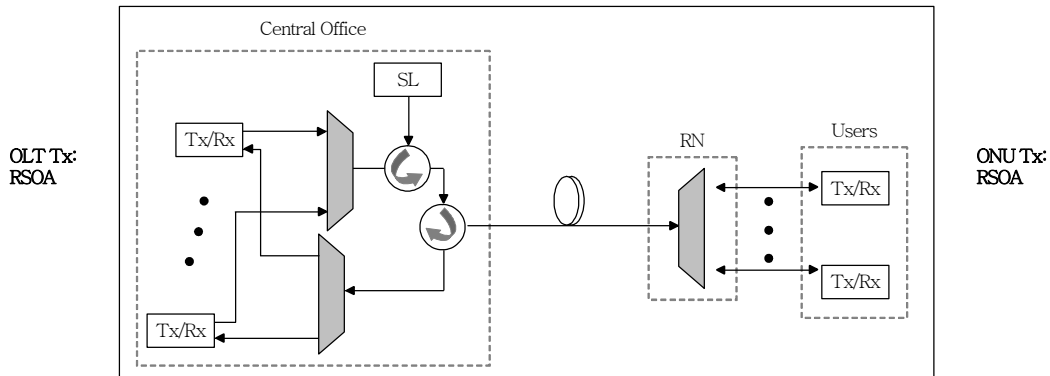 Central Office
SL
Tx/Rx
OLT Tx:
RSOA
Tx/Rx
RN
Users
Tx/Rx
Tx/Rx
ONU Tx:
RSOA